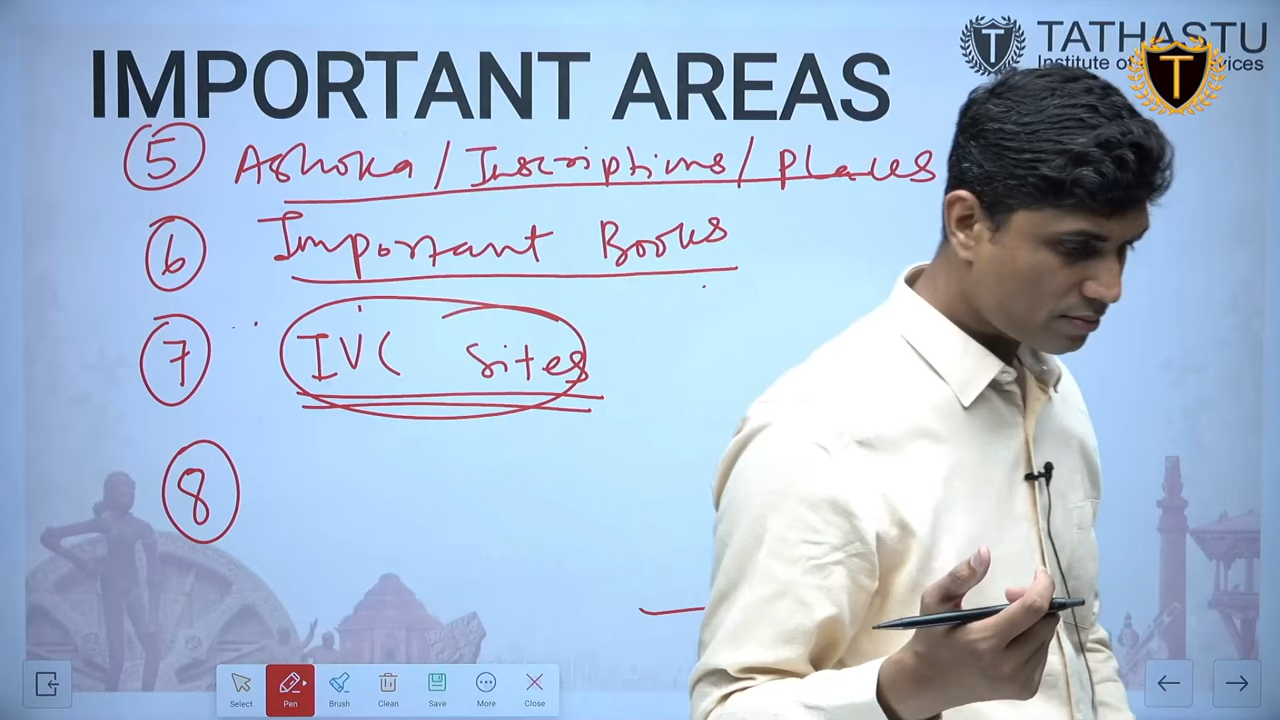 TATHASTU
Institute of
vices
T
T
IMPORTANT AREAS
5 Ashoka / Inscriptions / Places
6 Important Books
7 IVC Sites
8
Select
Pen
Brush
Clean
Save
More
Close